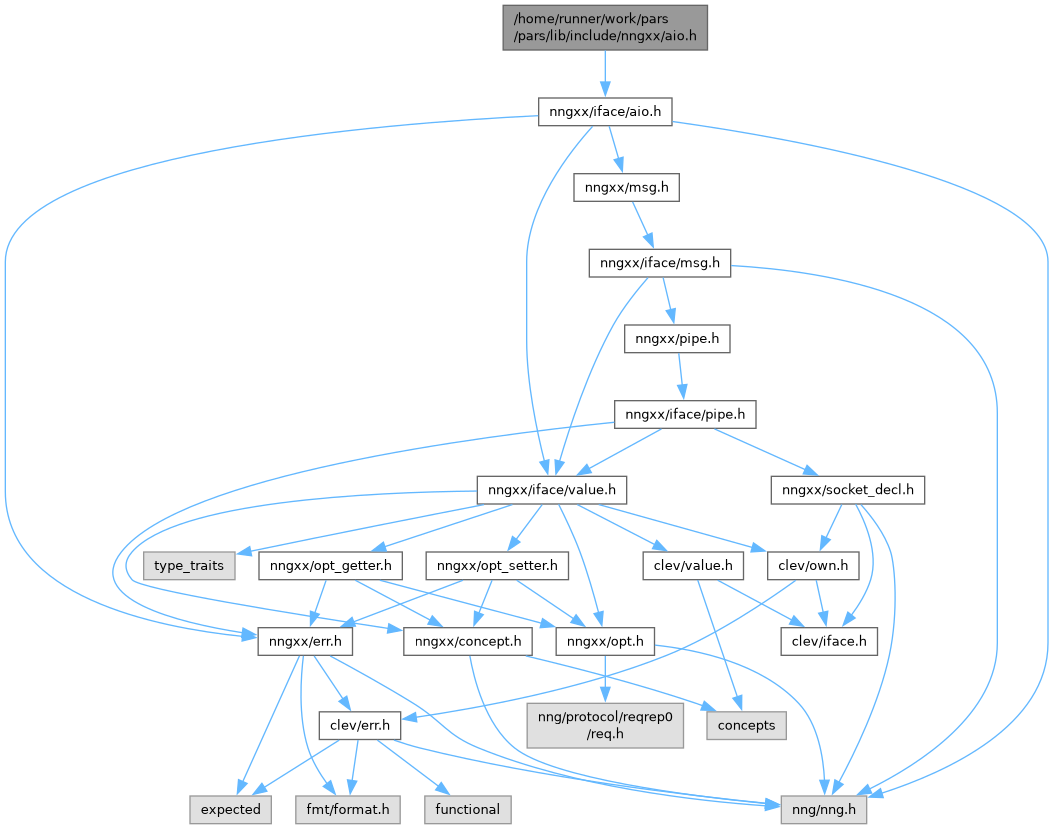 /home/runner/work/pars
/pars/lib/include/nngxx/aio.h
nngxx/iface/aio.h
nngxx/msg.h
nngxx/iface/msg.h
nngxx/pipe.h
nngxx/iface/pipe.h
nngxx/iface/value.h
nngxx/socket_decl.h
type_traits
nngxx/opt_getter.h
nngxx/opt_setter.h
clev/value.h
clev/own.h
nngxx/err.h
nngxx/concept.h
nngxx/opt.h
clev/iface.h
clev/err.h
nng/protocol/reqrep0
/req.h
concepts
expected
fmt/format.h
functional
nng/nng.h